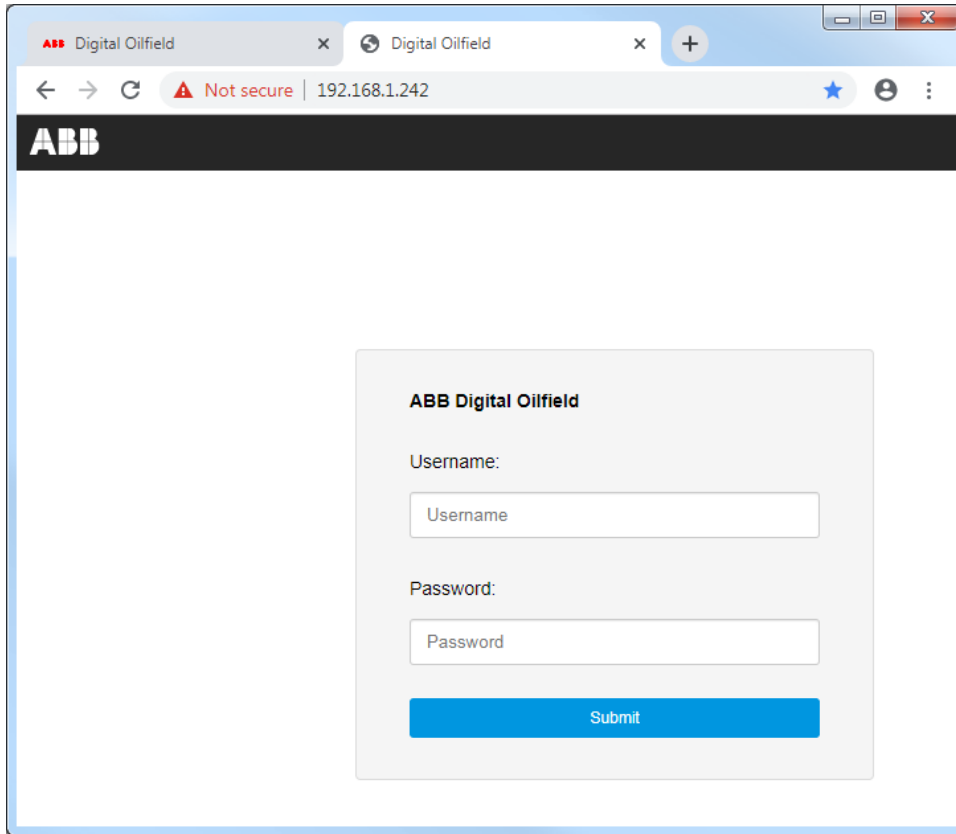 ABB Digital Oilfield Digital Oilfield
Not secure 192.168.1.242
ABB
ABB Digital Oilfield
Username:
Username
Password:
Password
Submit